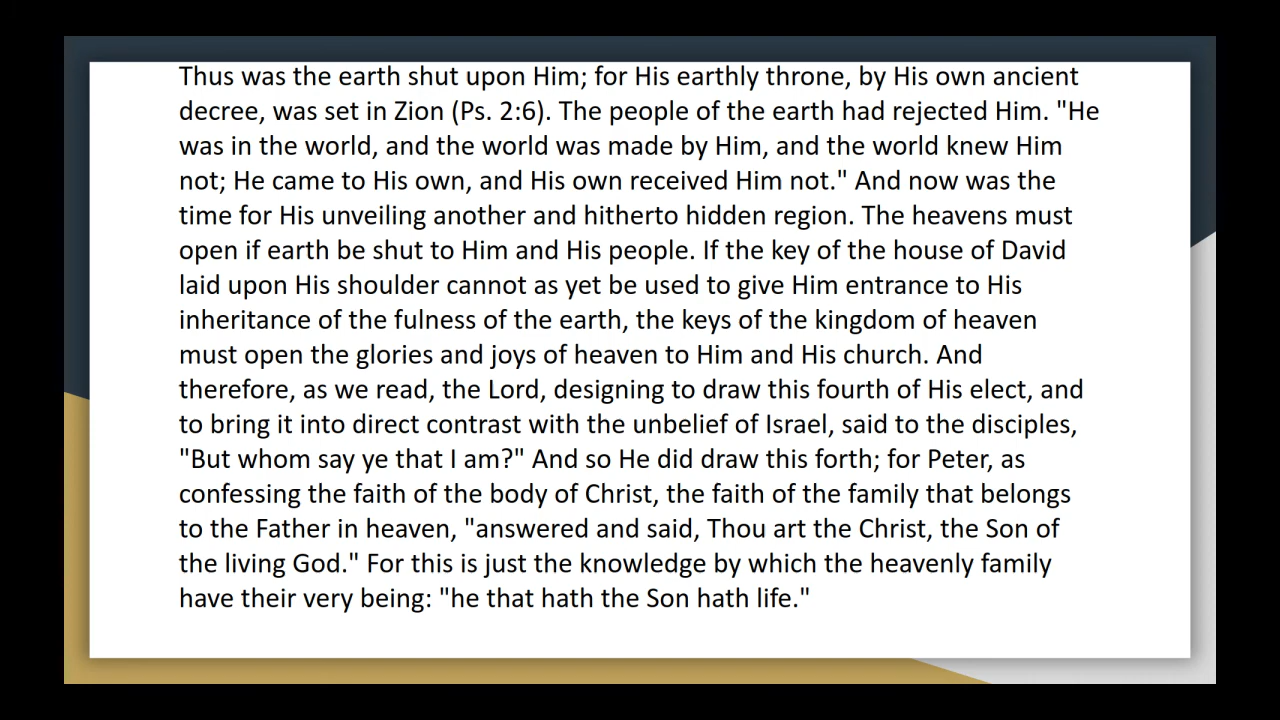 Thus was the earth shut upon Him; for His earthly throne, by His own ancient
decree, was set in Zion (Ps. 2:6). The people of the earth had rejected Him. "He
was in the world, and the world was made by Him, and the world knew Him
not; He came to His own, and His own received Him not." And now was the
time for His unveiling another and hitherto hidden region. The heavens must
open if earth be shut to Him and His people. If the key of the house of David
laid upon His shoulder cannot as yet be used to give Him entrance to His
inheritance of the fulness of the earth, the keys of the kingdom of heaven
must open the glories and joys of heaven to Him and His church. And
therefore, as we read, the Lord, designing to draw this fourth of His elect, and
to bring it into direct contrast with the unbelief of Israel, said to the disciples,
"But whom say ye that I am?" And so He did draw this forth; for Peter, as
confessing the faith of the body of Christ, the faith of the family that belongs
to the Father in heaven, "answered and said, Thou art the Christ, the Son of
the living God." For this is just the knowledge by which the heavenly family
have their very being: "he that hath the Son hath life."